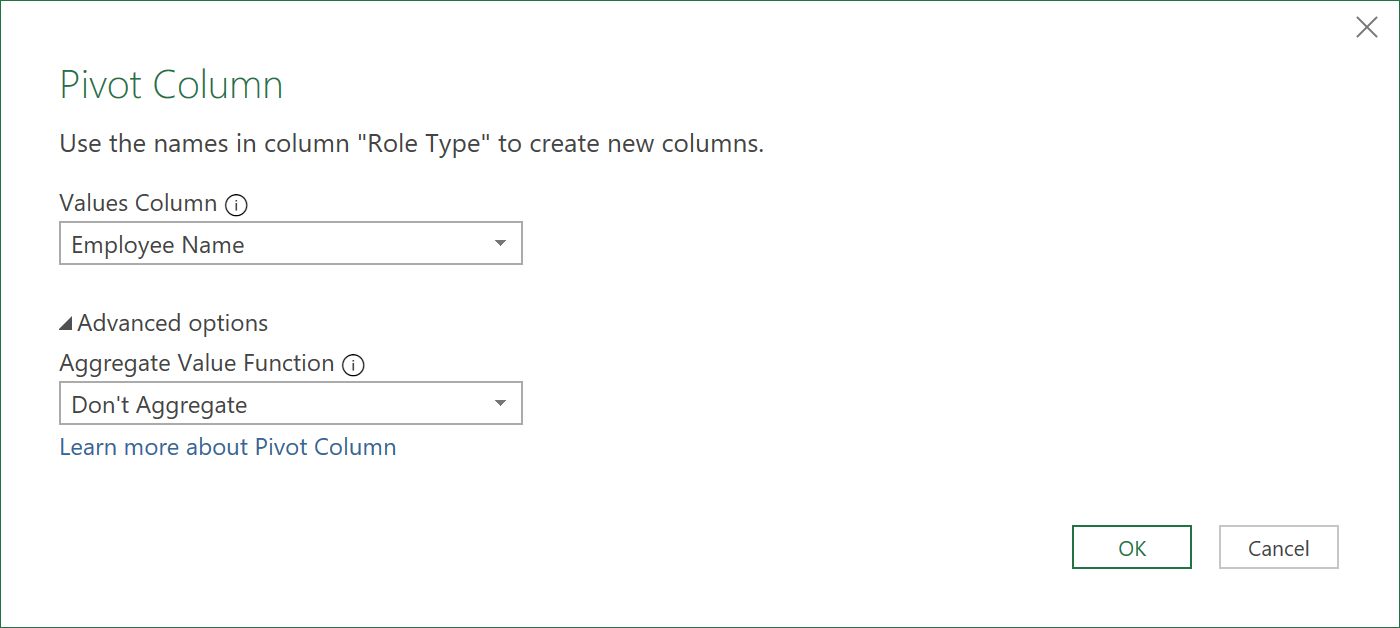 Pivot Column
Use the names in column "Role Type" to create new columns.
Values Column
Employee Name
Advanced options
Aggregate Value Function
Don't Aggregate
Learn more about Pivot Column
OK
Cancel